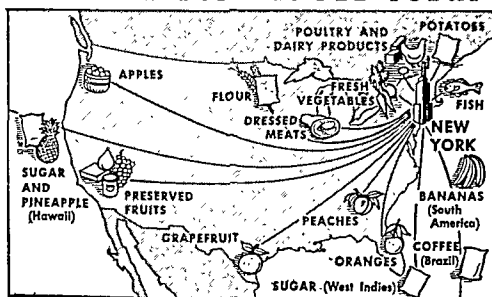 POTATOES
POULTRY AND
DAIRY PRODUCTS
APPLES
FLOUR
FRESH
VEGETABLES
DRESSED
MEATS
FISH
NEW
YORK
SUGAR
AND
PINEAPPLE
(Hawaii)
PRESERVED
FRUITS
BANANAS
(South
America)
PEACHES
GRAPEFRUIT
ORANGES
COFFEE
(Brazil)
SUGAR (West Indies)